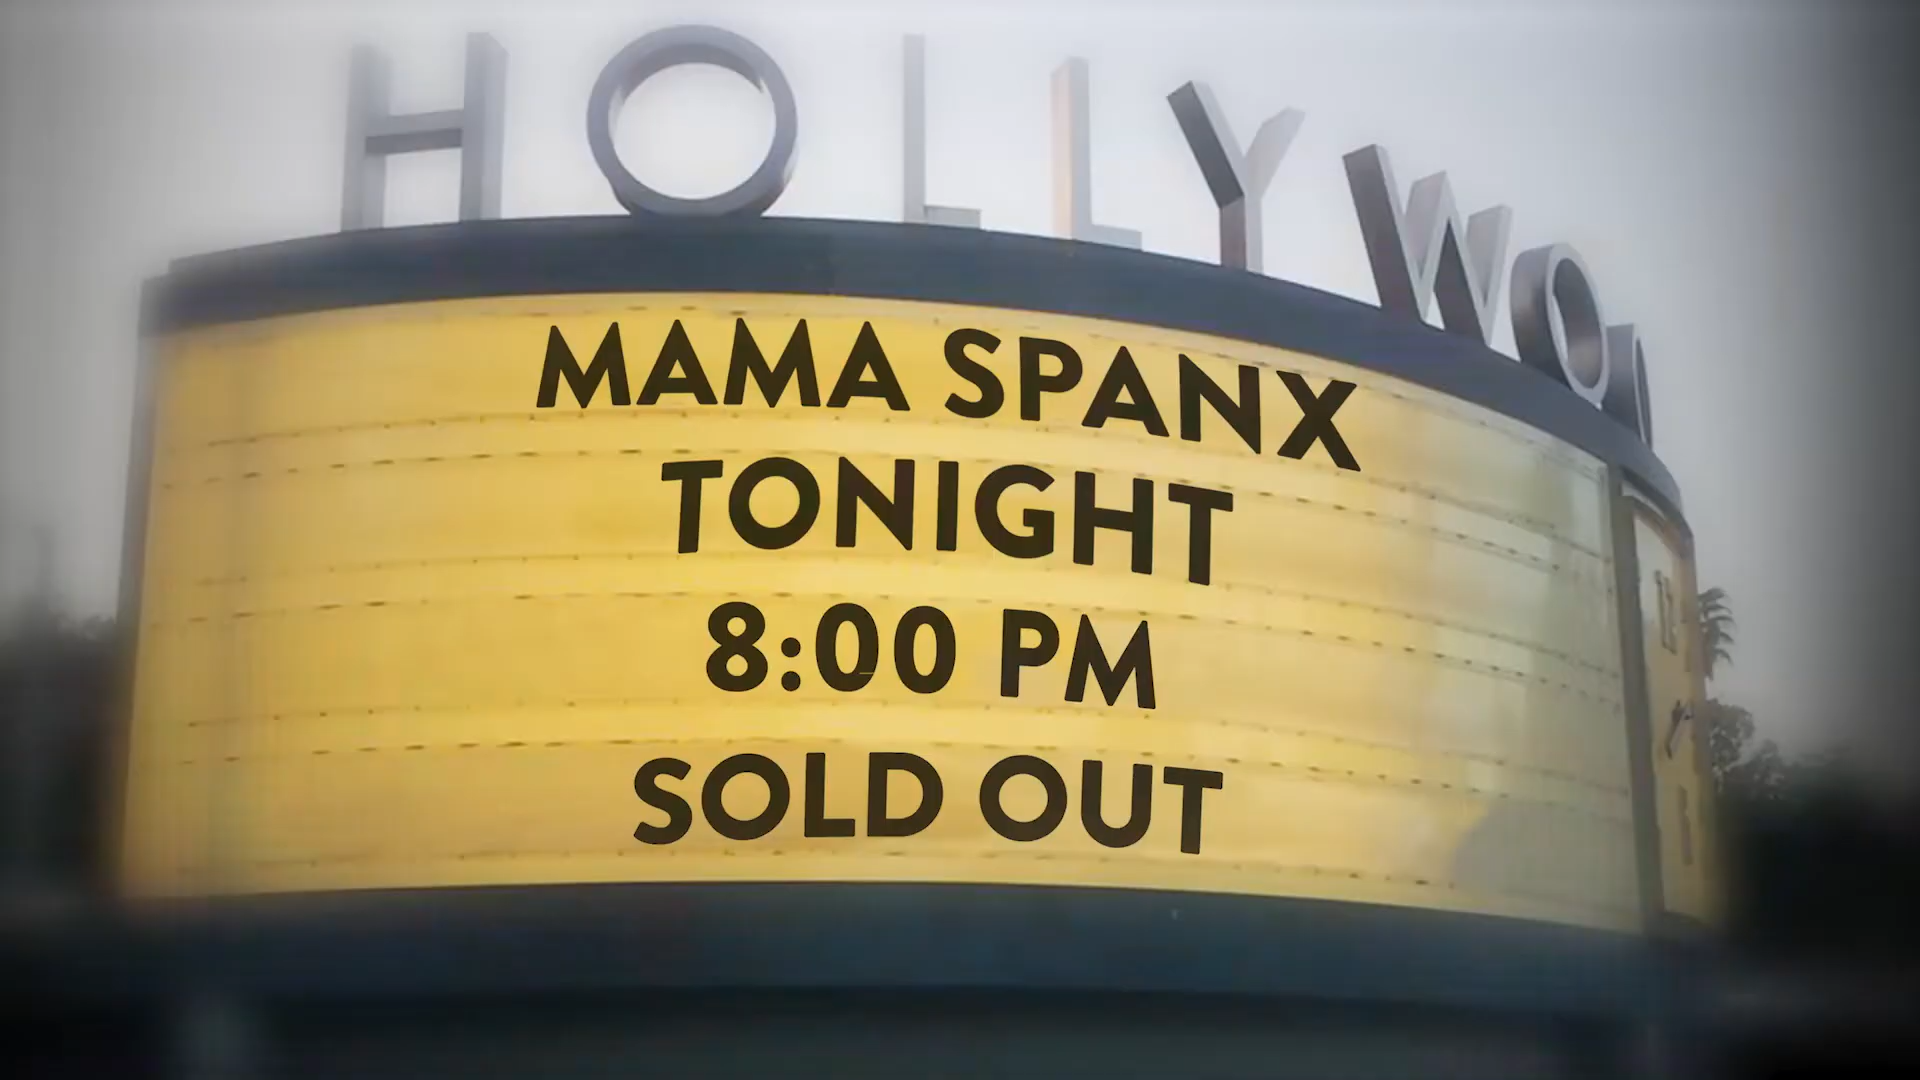 HOLLYWO
MAMA SPANX
TONIGHT
8:00 PM
SOLD OUT